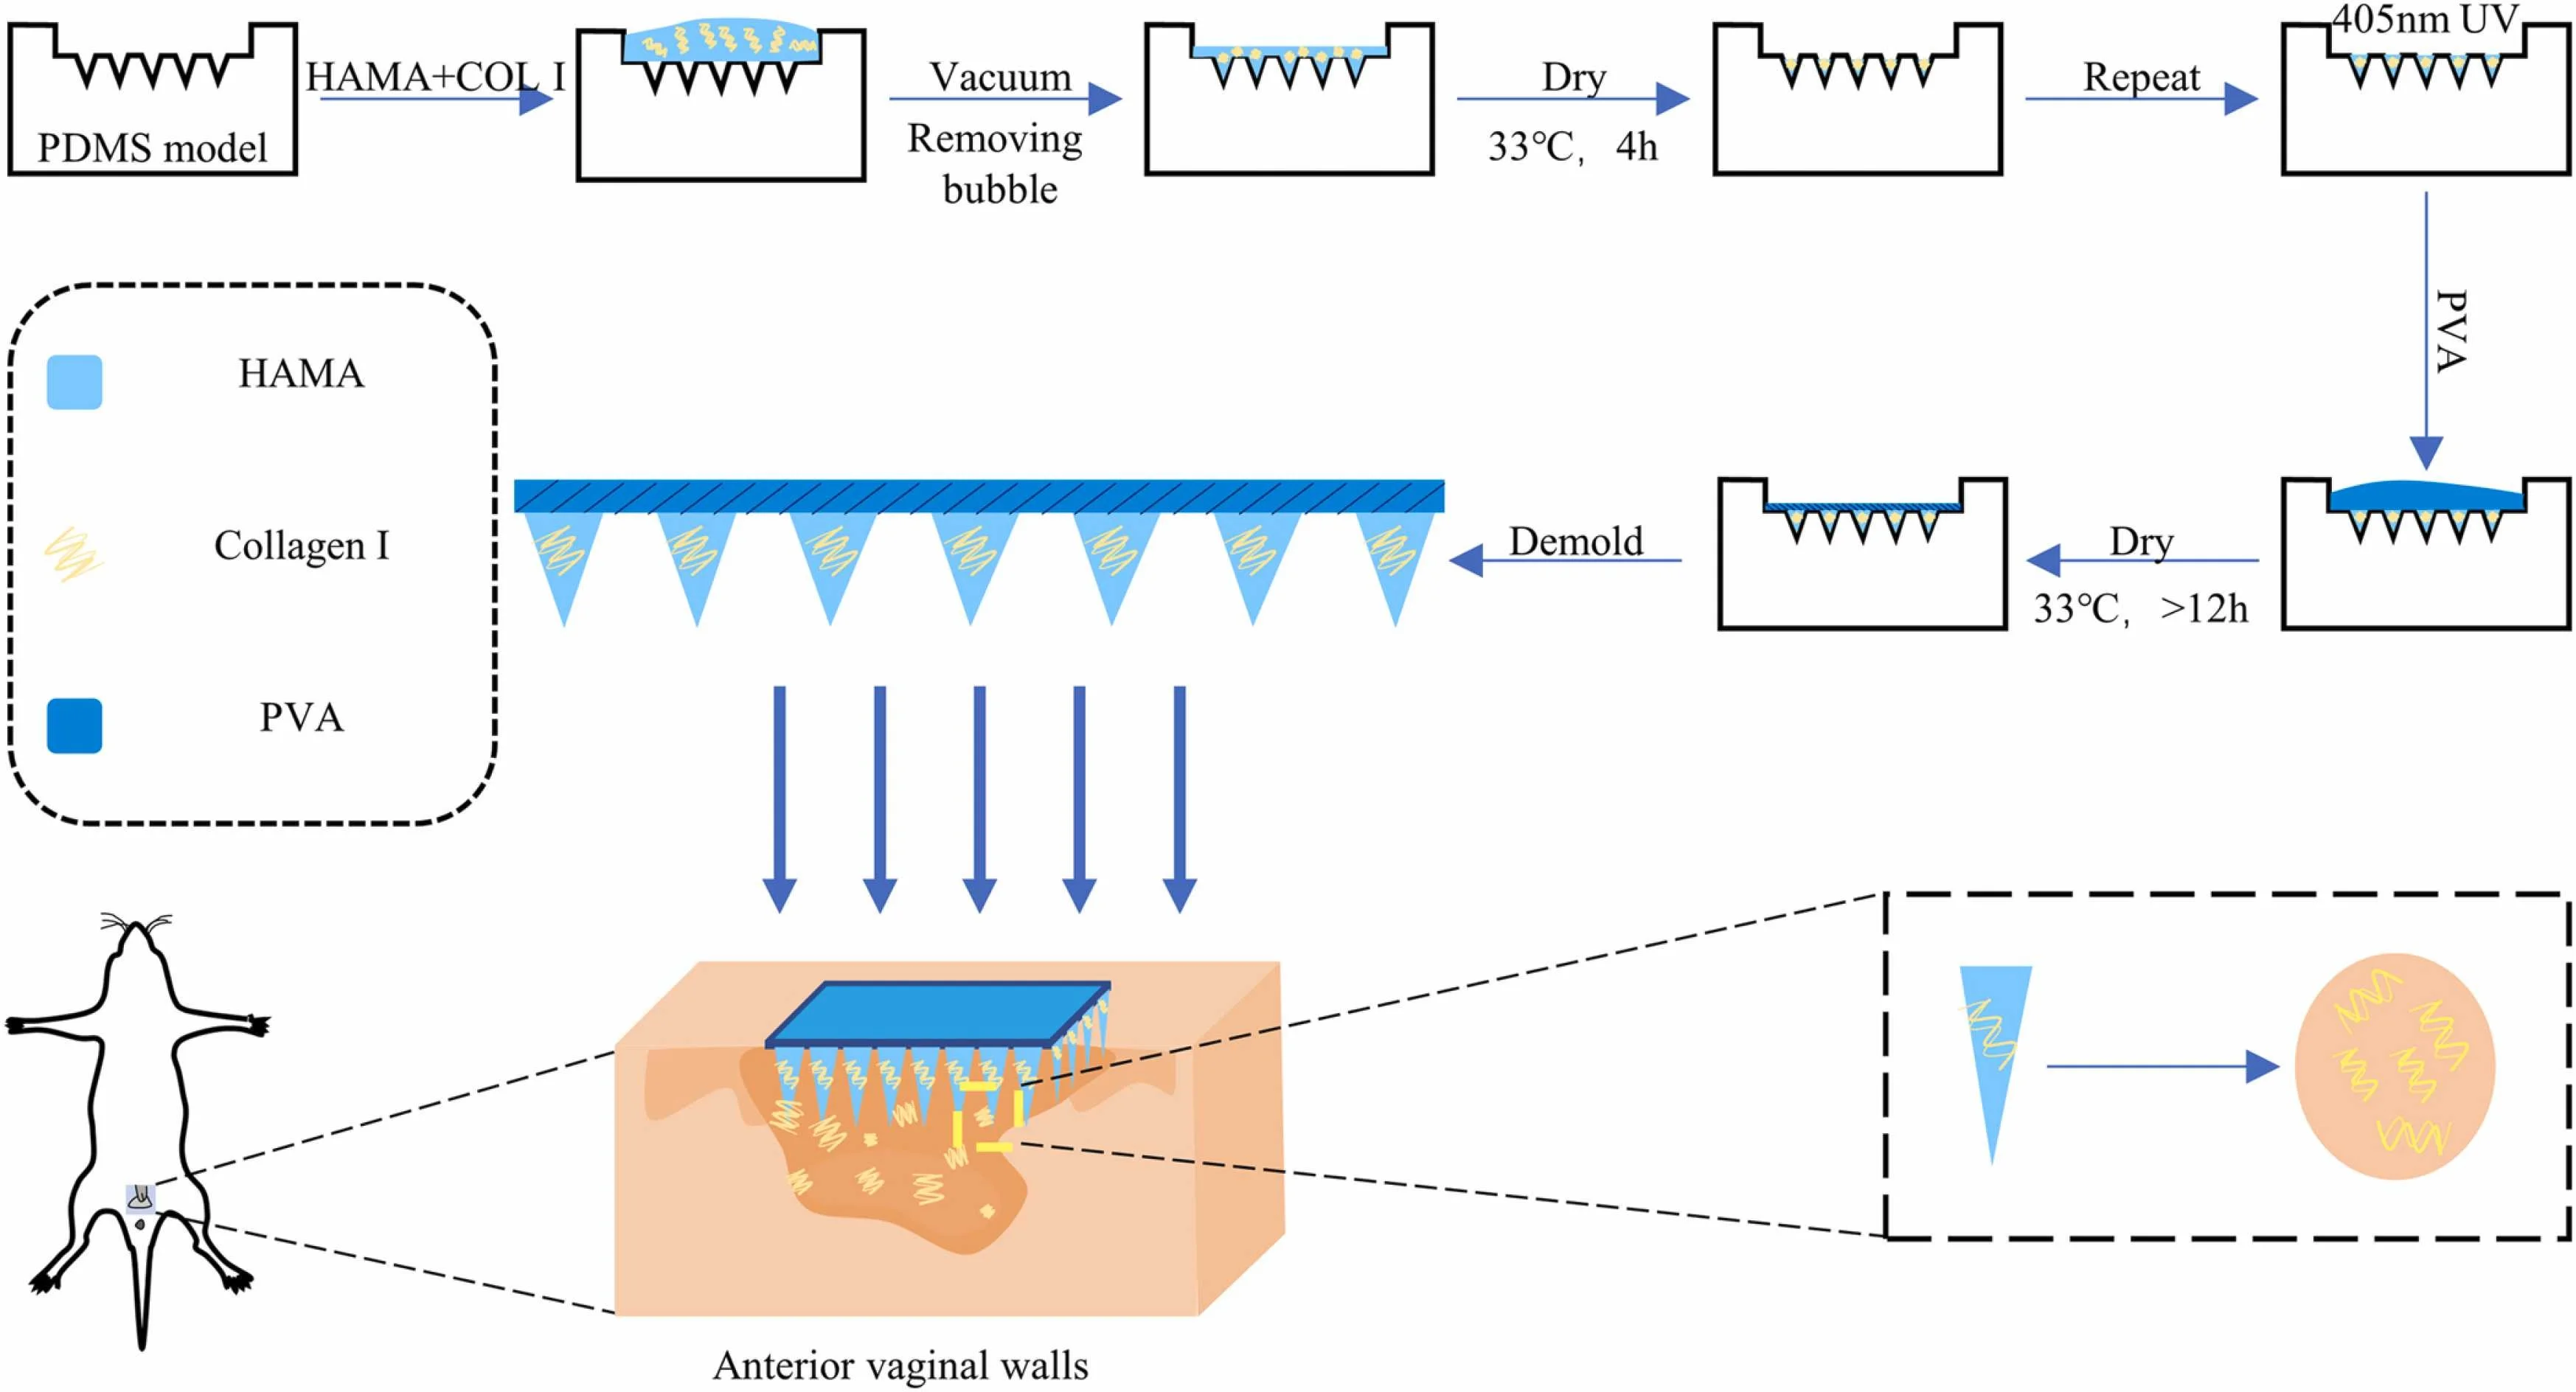 PDMS model
HAMA+COL I
Vacuum
Removing
bubble
Dry
33°C, 4h
Repeat
405nm UV
PVA
Dry
33°C, >12h
Demold
HAMA
Collagen I
PVA
Anterior vaginal walls